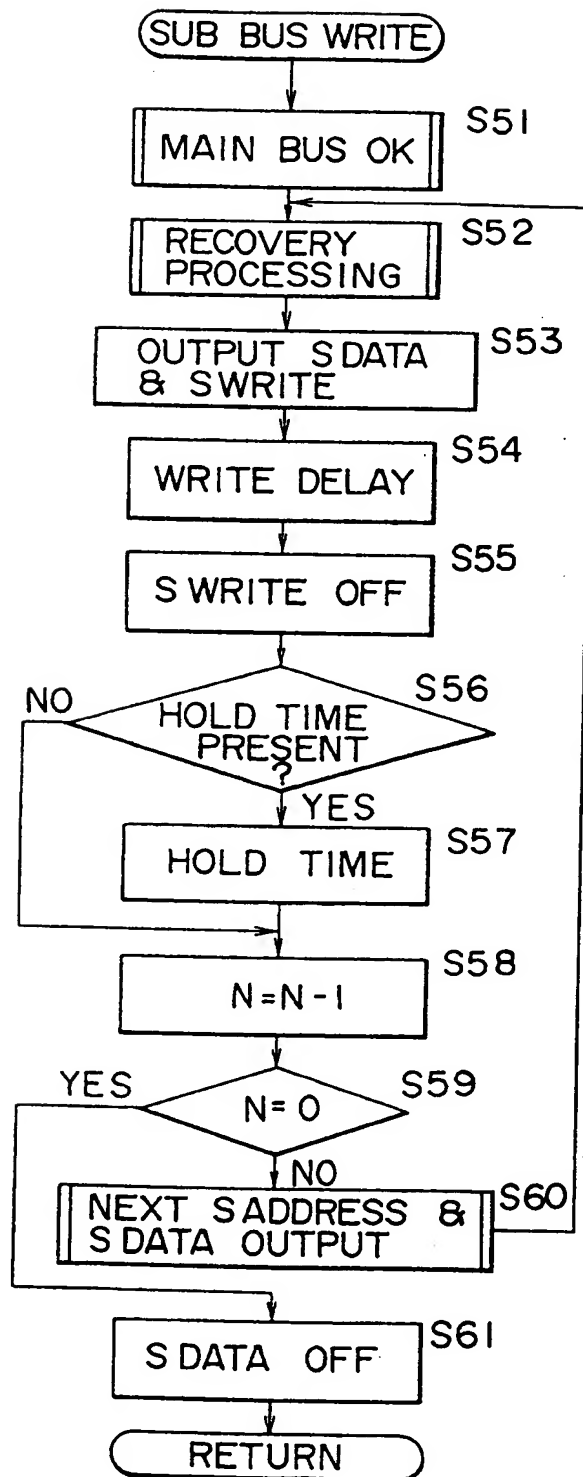 SUB BUS WRITE
S51
MAIN BUS OK
S52
RECOVERY
PROCESSING
S53
OUTPUT SDATA
& SWRITE
S54
WRITE DELAY
S55
SWRITE OFF
S56
NO
HOLD TIME
PRESENT
?
YES
S57
HOLD TIME
S58
N=N-1
YES
S59
N=0
NO
S60
NEXT SADDRESS &
SDATA OUTPUT
S61
SDATA OFF
RETURN